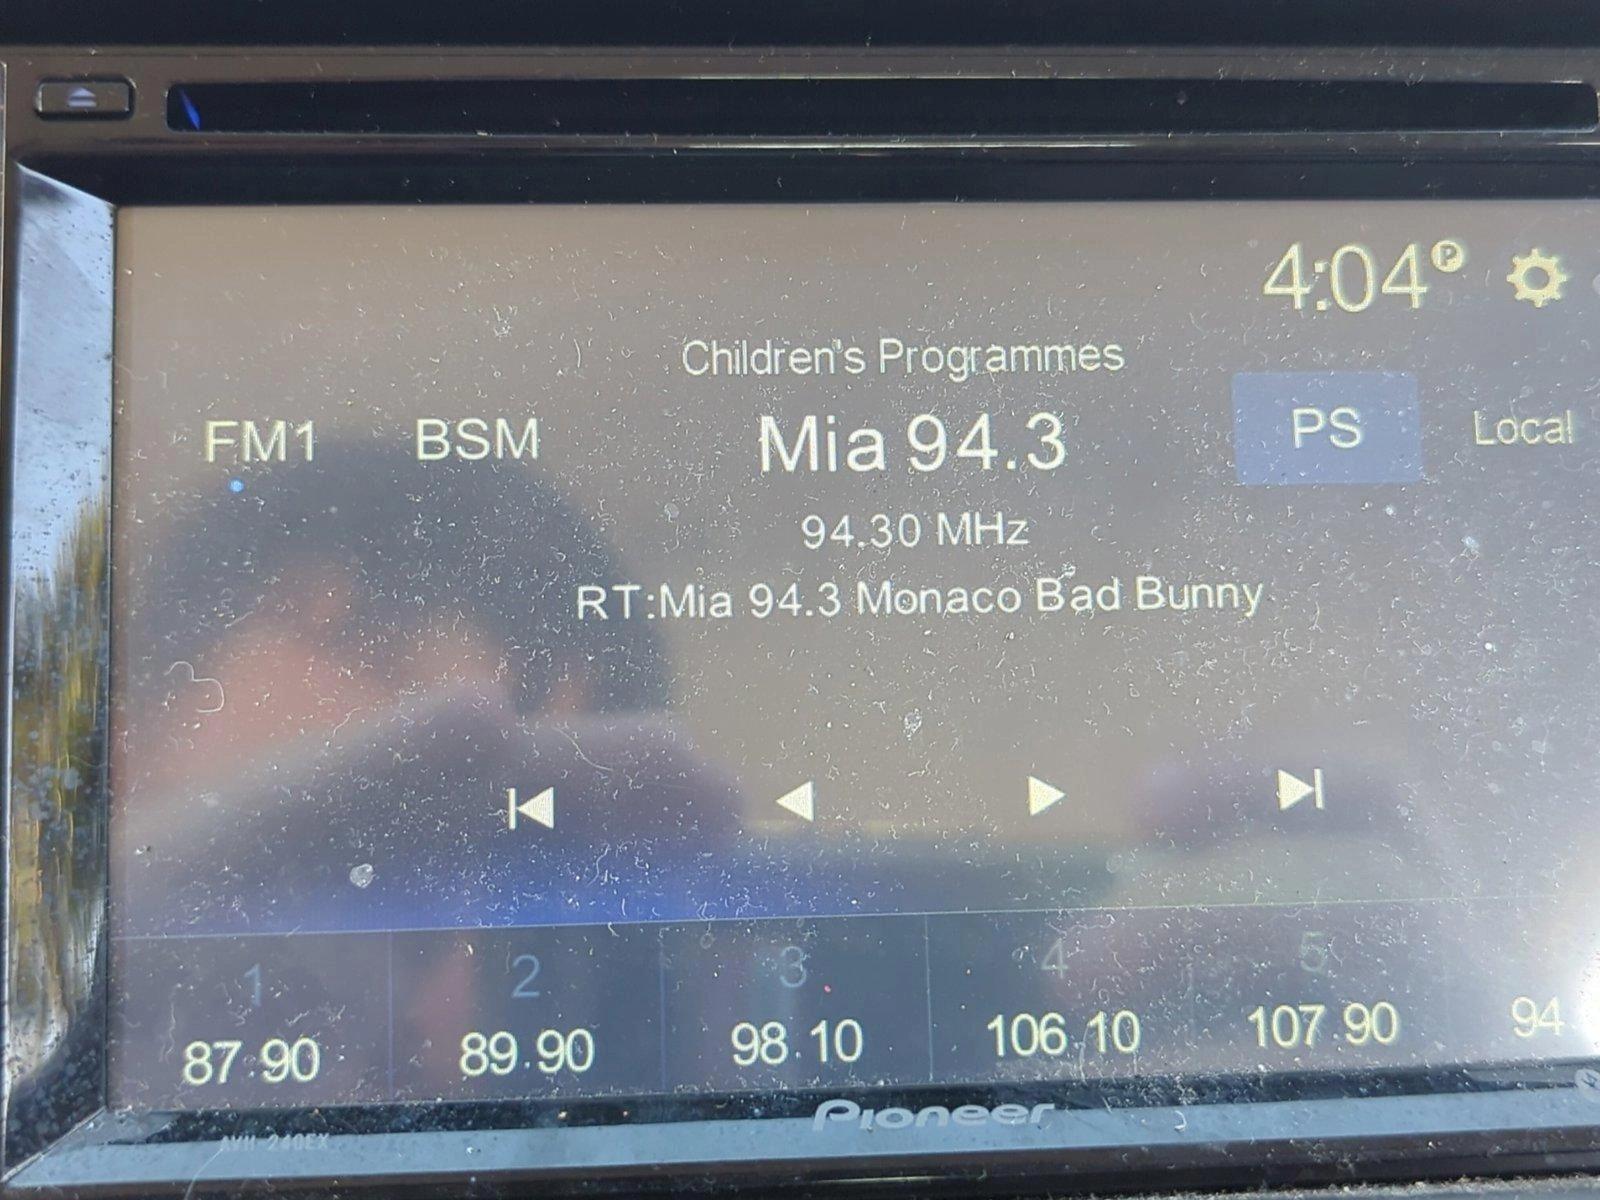 4:04 P
Children's Programmes
FM1 BSM Mia 94.3 PS Local
94.30 MHz
RT:Mia 94.3 Monaco Bad Bunny
1 2 3 4 5
87.90 89.90 98.10 106.10 107.90 94
Pioneer
AVH-240EX